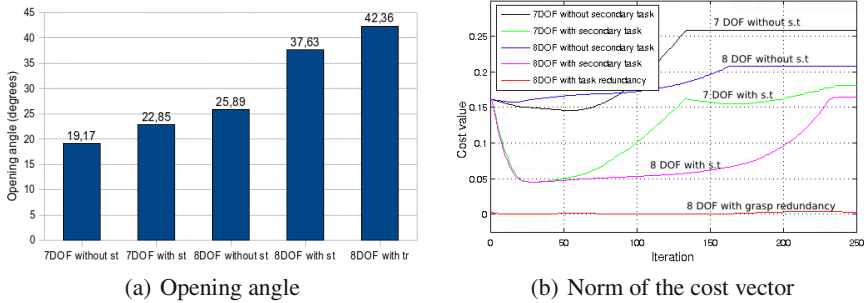 45
40
35
30
25
20
15
10
5
0
Opening angle (degrees)
19,17
22,85
25,89
37,63
42,36
7DOF without st
7DOF with st
8DOF without st
8DOF with st
8DOF with tr
(a) Opening angle
7DOF without secondary task
7DOF with secondary task
8DOF without secondary task
8DOF with secondary task
8DOF with task redundancy
7 DOF without s.t
8 DOF without s.t
7 DOF with s.t
8 DOF with s.t
8 DOF with grasp redundancy
0.25
0.2
0.15
0.1
0.05
0
Cost value
0
50
100
150
200
250
Iteration
(b) Norm of the cost vector